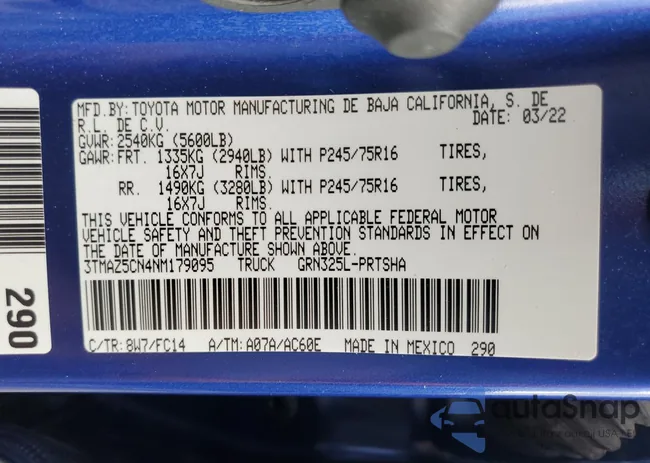 MFD.BY: TOYOTA MOTOR MANUFACTURING DE BAJA CALIFORNIA, S. DE
R.L. DE C.V. DATE: 03/22
GVWR: 2540KG (5600LB)
GAWR: FRT. 1335KG (2940LB) WITH P245/75R16 TIRES,
16X7J RIMS.
RR. 1490KG (3280LB) WITH P245/75R16 TIRES,
16X7J RIMS.
THIS VEHICLE CONFORMS TO ALL APPLICABLE FEDERAL MOTOR
VEHICLE SAFETY AND THEFT PREVENTION STANDARDS IN EFFECT ON
THE DATE OF MANUFACTURE SHOWN ABOVE.
3TMAZ5CN4NM179095 TRUCK GRN325L-PRTSHA
C/TR: 8W7/FC14 A/TM: A07A/AC60E MADE IN MEXICO 290
290
autoSnap